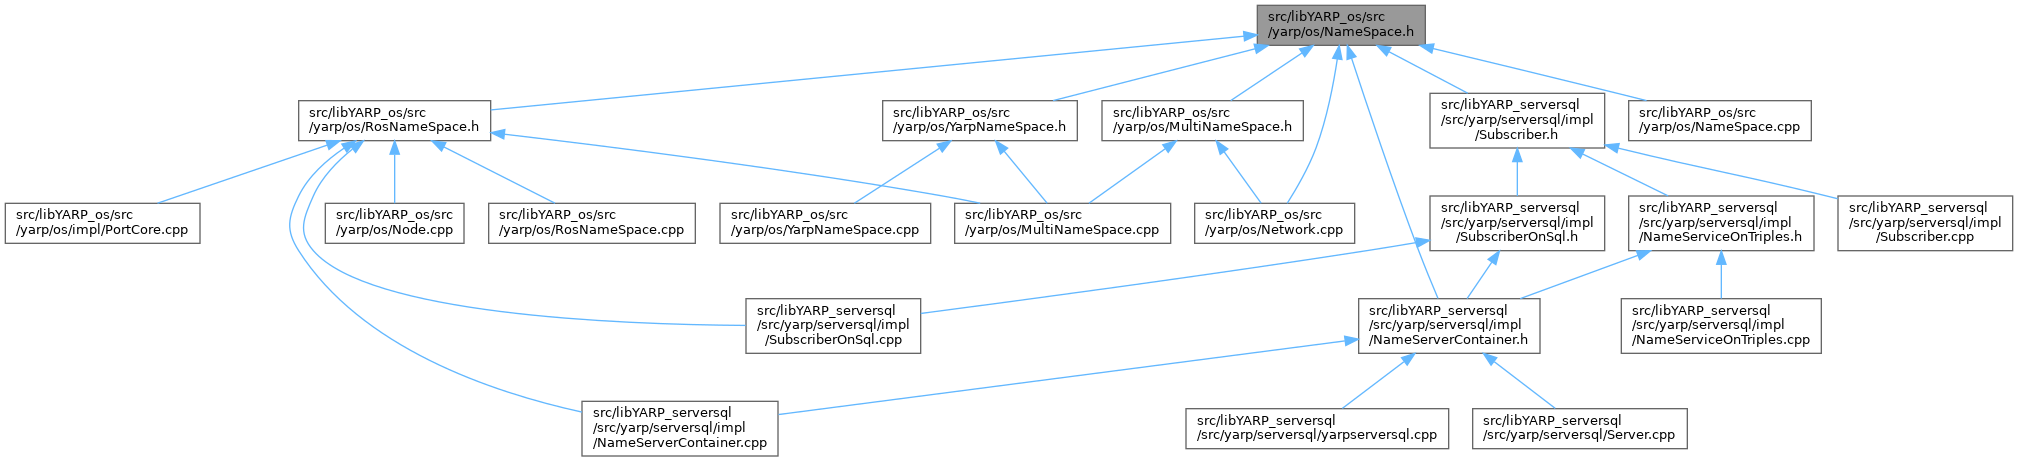 src/libYARP_os/src
/yarp/os/NameSpace.h
src/libYARP_os/src
/yarp/os/RosNameSpace.h
src/libYARP_os/src
/yarp/os/YarpNameSpace.h
src/libYARP_os/src
/yarp/os/MultiNameSpace.h
src/libYARP_serversql
/src/yarp/serversql/impl
/Subscriber.h
src/libYARP_os/src
/yarp/os/NameSpace.cpp
src/libYARP_os/src
/yarp/os/impl/PortCore.cpp
src/libYARP_os/src
/yarp/os/Node.cpp
src/libYARP_os/src
/yarp/os/RosNameSpace.cpp
src/libYARP_os/src
/yarp/os/YarpNameSpace.cpp
src/libYARP_os/src
/yarp/os/MultiNameSpace.cpp
src/libYARP_os/src
/yarp/os/Network.cpp
src/libYARP_serversql
/src/yarp/serversql/impl
/SubscriberOnSql.h
src/libYARP_serversql
/src/yarp/serversql/impl
/NameServiceOnTriples.h
src/libYARP_serversql
/src/yarp/serversql/impl
/Subscriber.cpp
src/libYARP_serversql
/src/yarp/serversql/impl
/SubscriberOnSql.cpp
src/libYARP_serversql
/src/yarp/serversql/impl
/NameServerContainer.h
src/libYARP_serversql
/src/yarp/serversql/impl
/NameServiceOnTriples.cpp
src/libYARP_serversql
/src/yarp/serversql/impl
/NameServerContainer.cpp
src/libYARP_serversql
/src/yarp/serversql/yarpserversql.cpp
src/libYARP_serversql
/src/yarp/serversql/Server.cpp